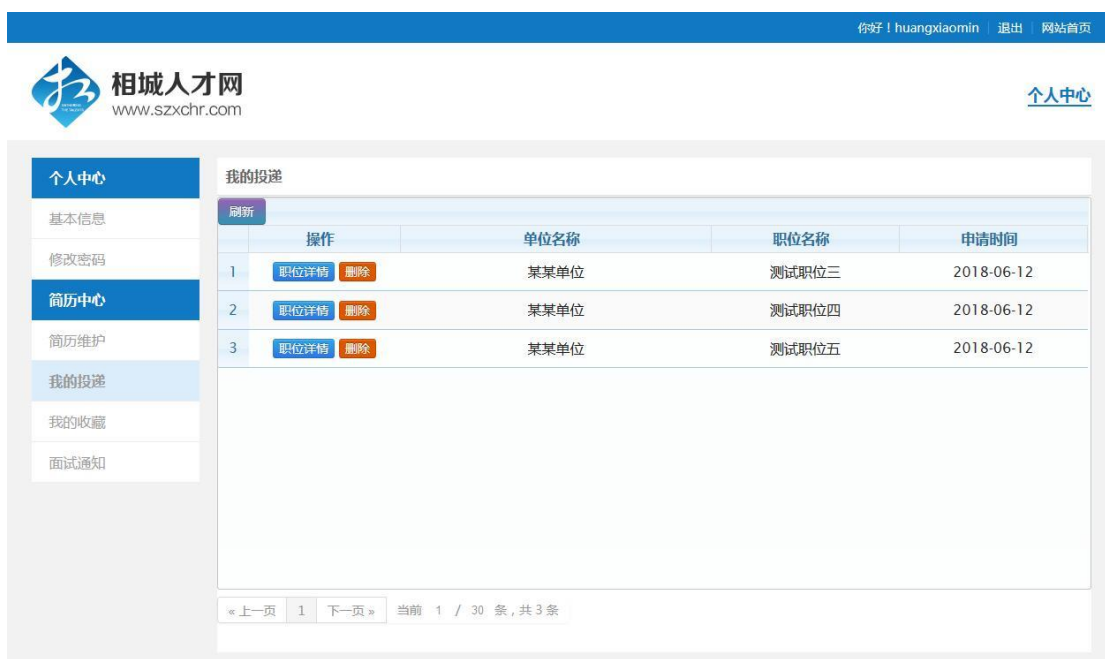 你好！huangxiaomin 退出 网站首页
相城人才网
www.szxchr.com
个人中心
个人中心
基本信息
修改密码
简历中心
简历维护
我的投递
我的收藏
面试通知
我的投递
刷新
操作 单位名称 职位名称 申请时间
1 职位详情 删除 某某单位 测试职位三 2018-06-12
2 职位详情 删除 某某单位 测试职位四 2018-06-12
3 职位详情 删除 某某单位 测试职位五 2018-06-12
« 上一页 1 下一页 » 当前 1 / 30 条，共 3 条